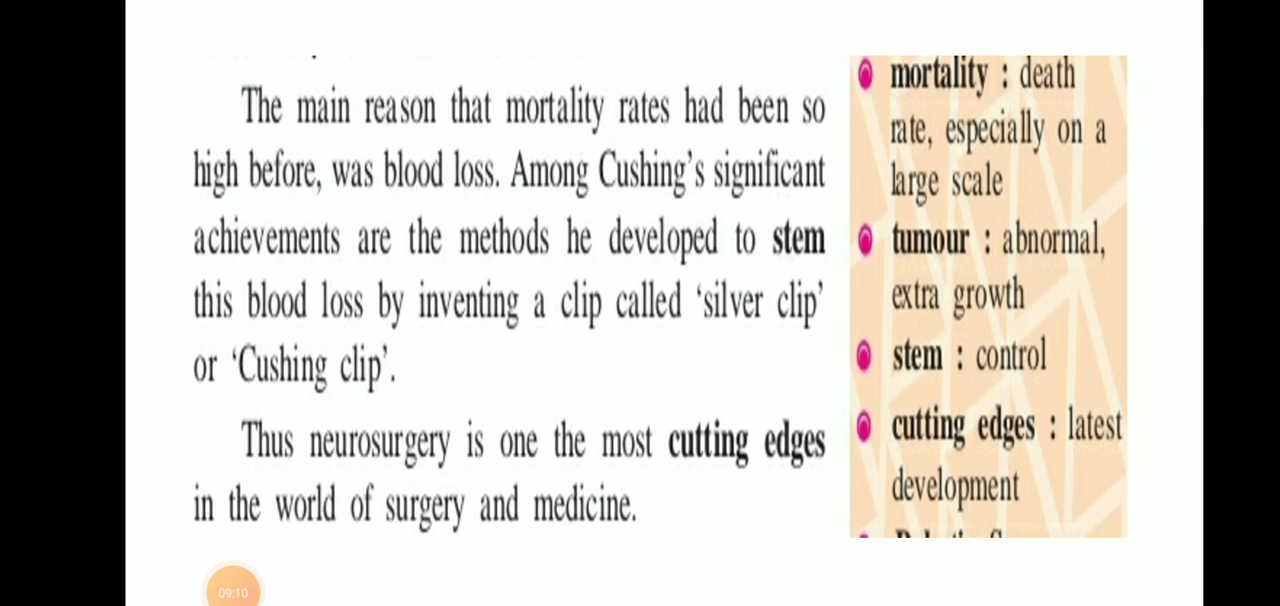 The main reason that mortality rates had been so
high before, was blood loss. Among Cushing's significant
achievements are the methods he developed to stem
this blood loss by inventing a clip called 'silver clip'
or 'Cushing clip'.
Thus neurosurgery is one the most cutting edges
in the world of surgery and medicine.
mortality : death
rate, especially on a
large scale
tumour : abnormal,
extra growth
stem : control
cutting edges : latest
development
09:10